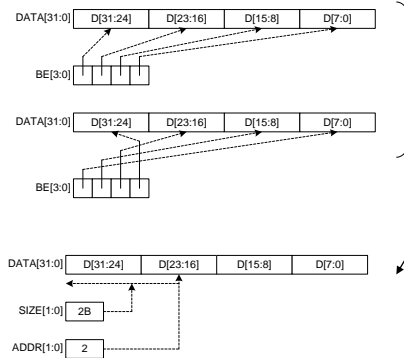 DATA[31:0] D[31:24] D[23:16] D[15:8] D[7:0]
BE[3:0]
DATA[31:0] D[31:24] D[23:16] D[15:8] D[7:0]
BE[3:0]
DATA[31:0] D[31:24] D[23:16] D[15:8] D[7:0]
SIZE[1:0] 2B
ADDR[1:0] 2